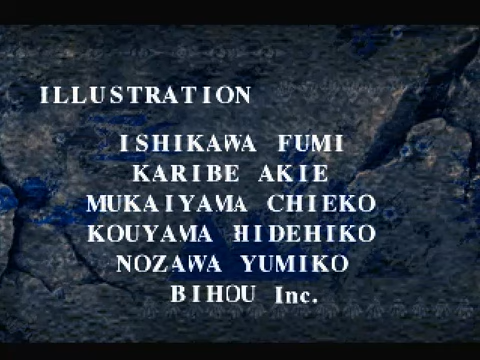 ILLUSTRATION
ISHIKAWA FUMI
KARIBE AKIE
MUKAIYAMA CHIEKO
KOUYAMA HIDEHIKO
NOZAWA YUMIKO
BIHOU Inc.